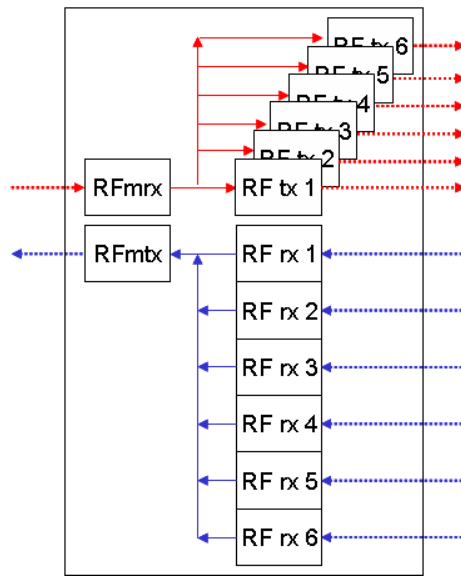 RF tx 6
RF tx 5
RF tx 4
RF tx 3
RF tx 2
RFmrx
RF tx 1
RFmtx
RF rx 1
RF rx 2
RF rx 3
RF rx 4
RF rx 5
RF rx 6